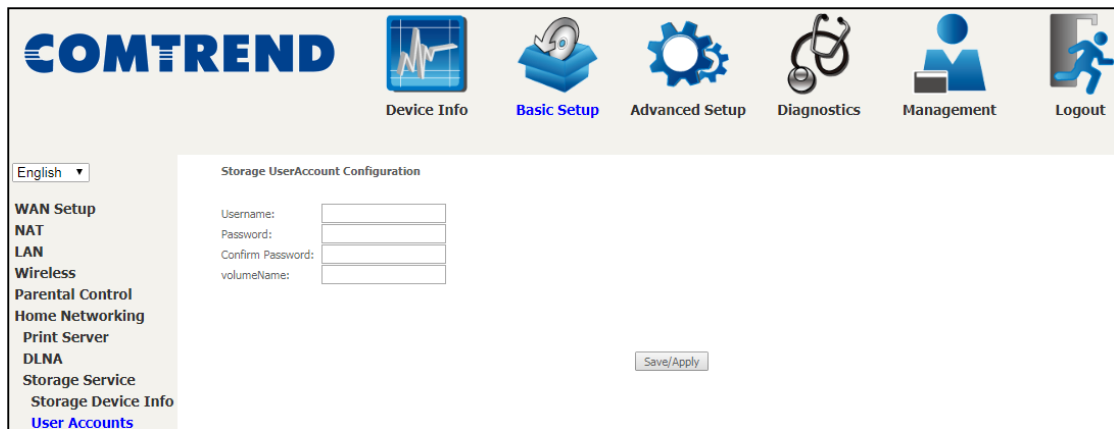 COMTREND
Device Info
Basic Setup
Advanced Setup
Diagnostics
Management
Logout
English
Storage UserAccount Configuration
WAN Setup
NAT
LAN
Wireless
Parental Control
Home Networking
Print Server
DLNA
Storage Service
Storage Device Info
User Accounts
Username:
Password:
Confirm Password:
volumeName:
Save/Apply